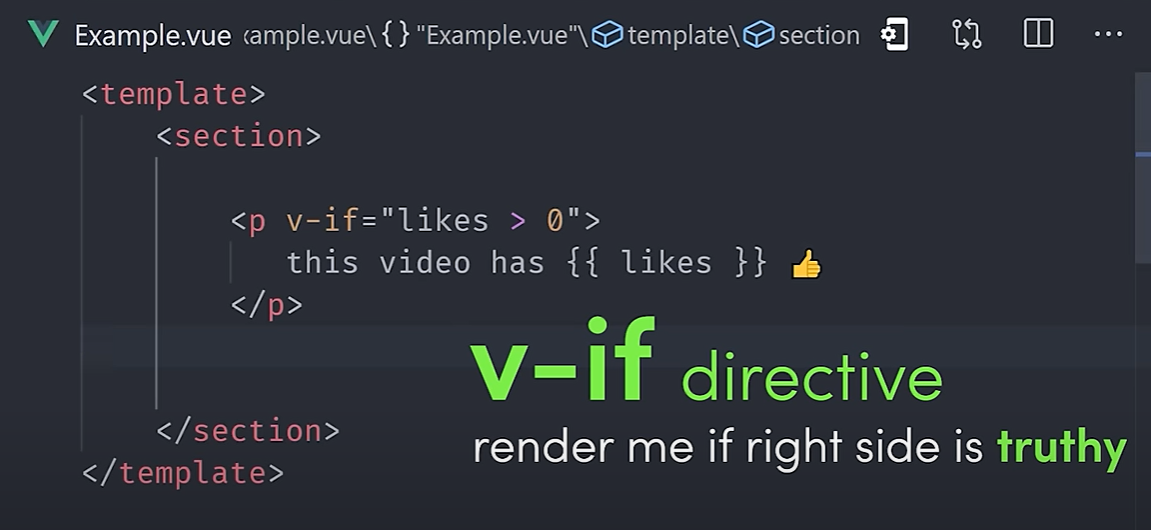 Example.vue xample.vue\ {} "Example.vue"\ template\ section ...
<template>
<section>
<p v-if="likes > 0">
this video has {{ likes }} 👍
</p>
v-if directive
render me if right side is truthy
</section>
</template>